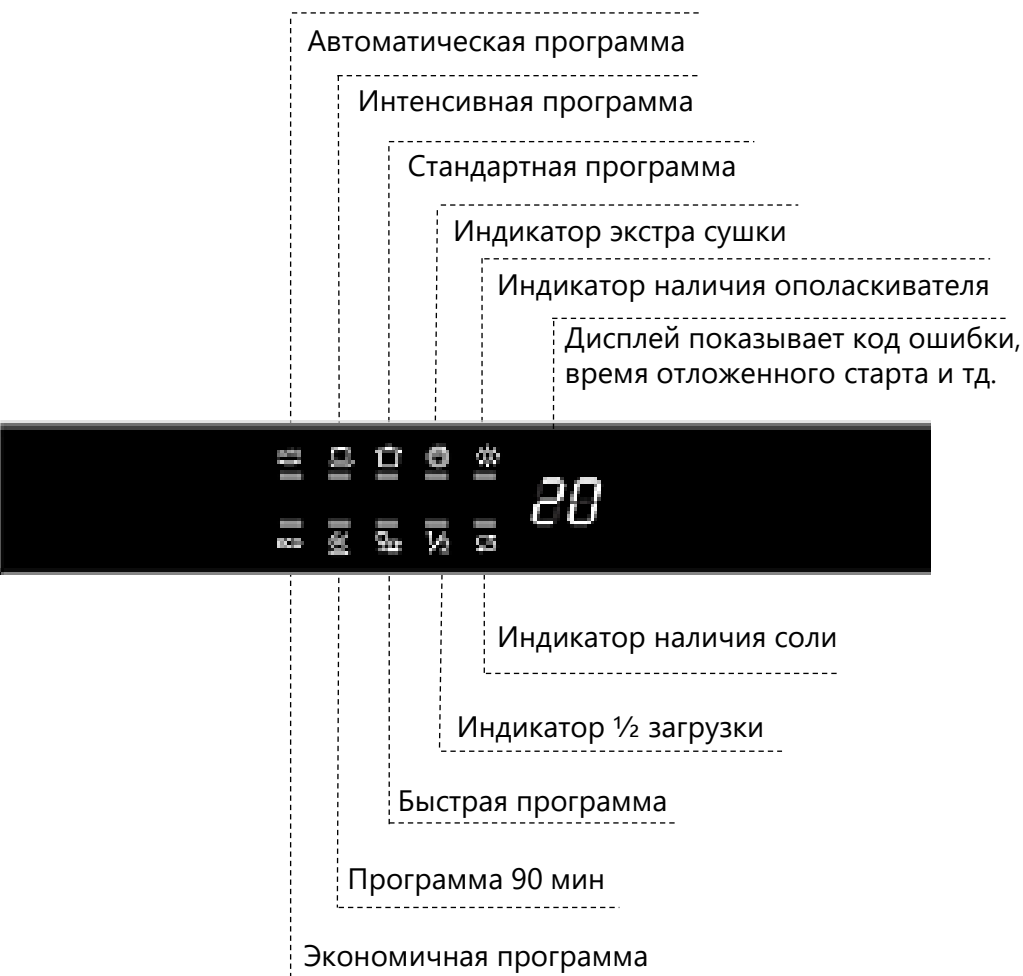 Автоматическая программа
Интенсивная программа
Стандартная программа
Индикатор экстра сушки
Индикатор наличия ополаскивателя
Дисплей показывает код ошибки,
время отложенного старта и тд.
20
eco ½
Индикатор наличия соли
Индикатор ½ загрузки
Быстрая программа
Программа 90 мин
Экономичная программа